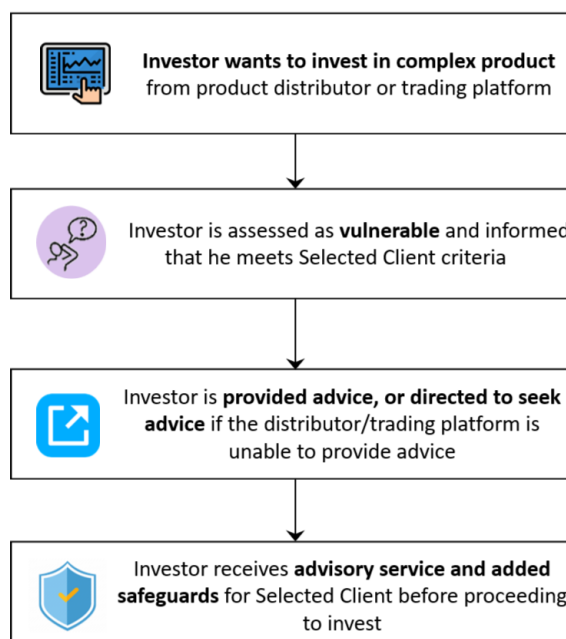 Investor wants to invest in complex product
from product distributor or trading platform
?
Investor is assessed as vulnerable and informed
that he meets Selected Client criteria
Investor is provided advice, or directed to seek
advice if the distributor/trading platform is
unable to provide advice
Investor receives advisory service and added
safeguards for Selected Client before proceeding
to invest